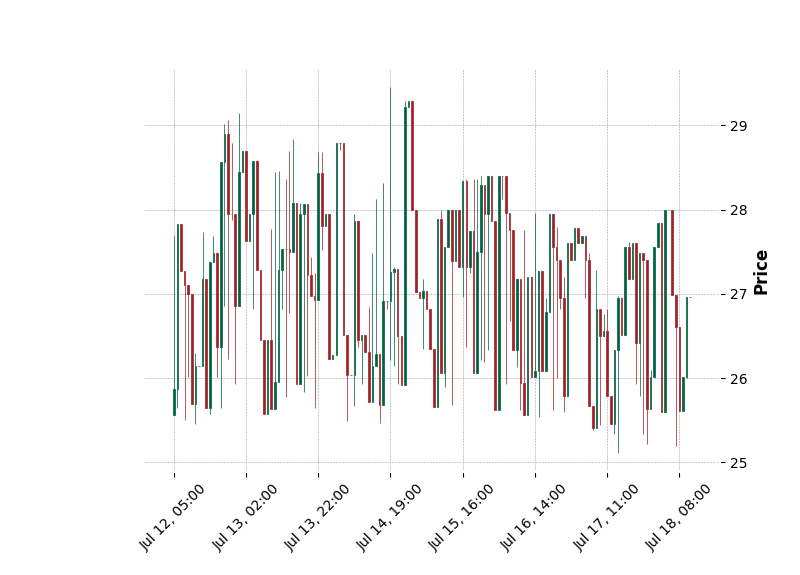 29
28
27
26
25
Price
Jul 12, 05:00
Jul 13, 02:00
Jul 13, 22:00
Jul 14, 19:00
Jul 15, 16:00
Jul 16, 14:00
Jul 17, 11:00
Jul 18, 08:00